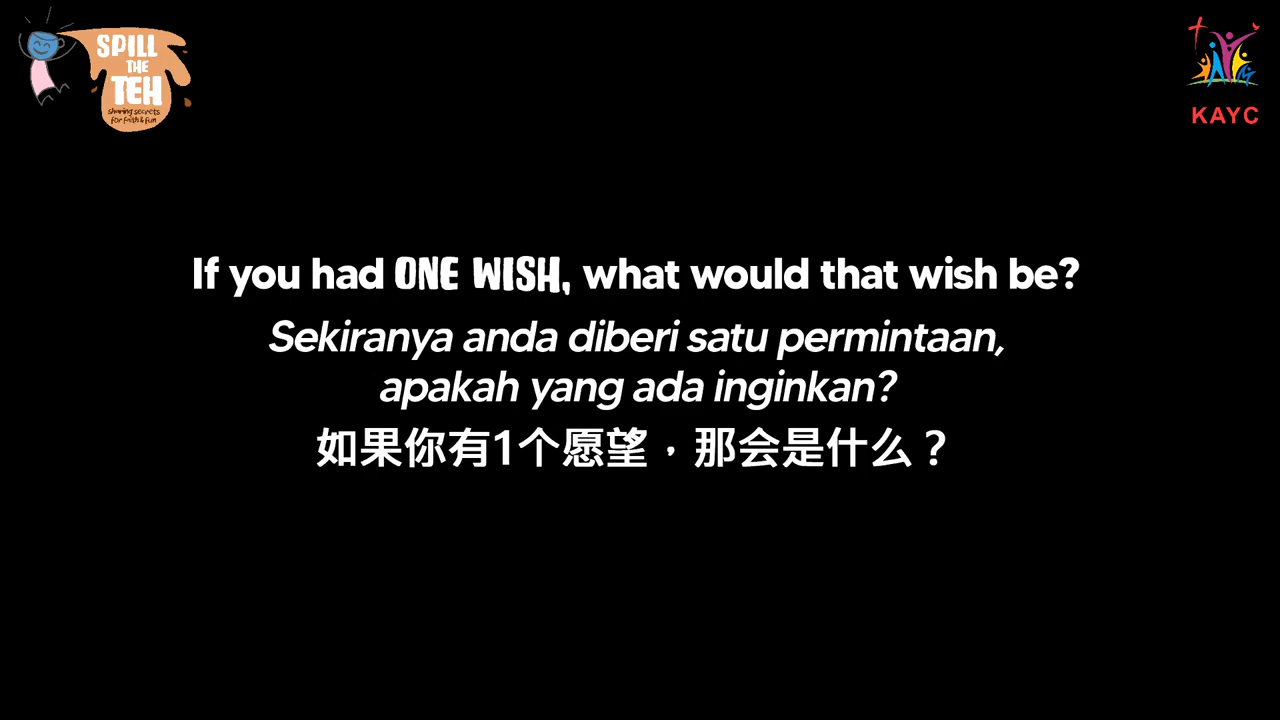 SPILL
THE
TEH
sharing secrets
for faith & fun
KAYC
If you had ONE WISH, what would that wish be?
Sekiranya anda diberi satu permintaan,
apakah yang ada inginkan?
如果你有1个愿望，那会是什么？